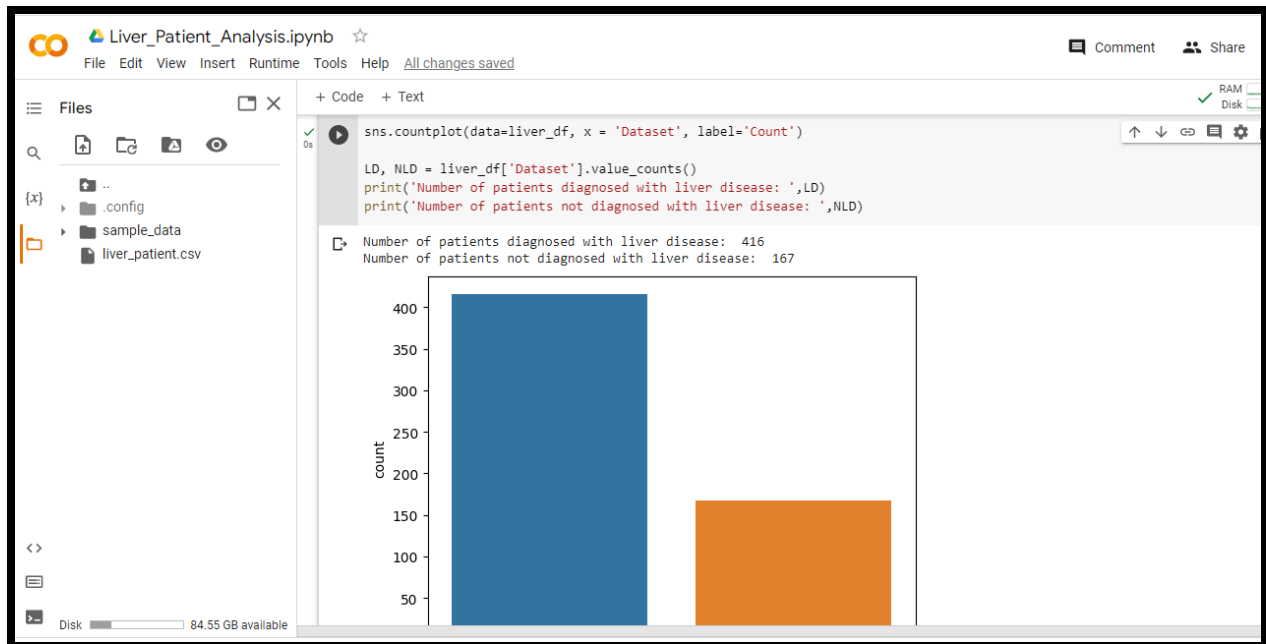 Liver_Patient_Analysis.ipynb
File Edit View Insert Runtime Tools Help All changes saved
Comment Share
Files
+ Code + Text
RAM
Disk
{x}
..
.config
sample_data
liver_patient.csv
0s
sns.countplot(data=liver_df, x = 'Dataset', label='Count')
LD, NLD = liver_df['Dataset'].value_counts()
print('Number of patients diagnosed with liver disease: ',LD)
print('Number of patients not diagnosed with liver disease: ',NLD)
Number of patients diagnosed with liver disease:  416
Number of patients not diagnosed with liver disease:  167
400
350
300
250
count
200
150
100
50
Disk 84.55 GB available